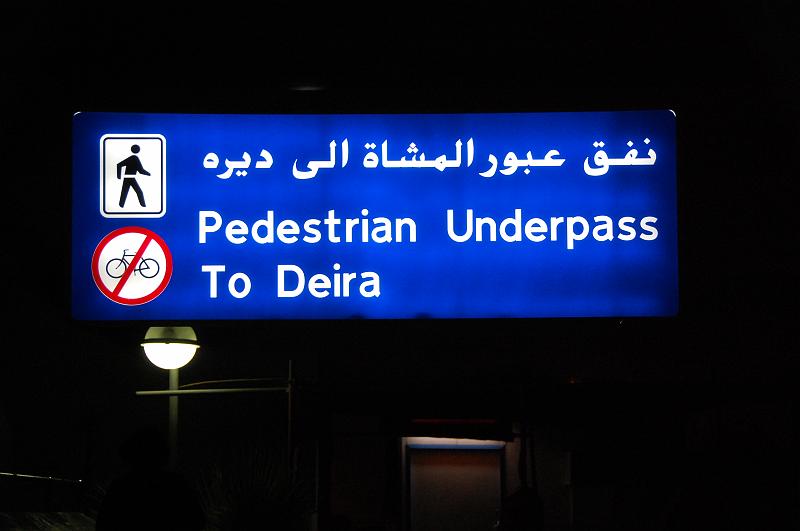 نفق عبور المشاة الى ديره
Pedestrian Underpass
To Deira